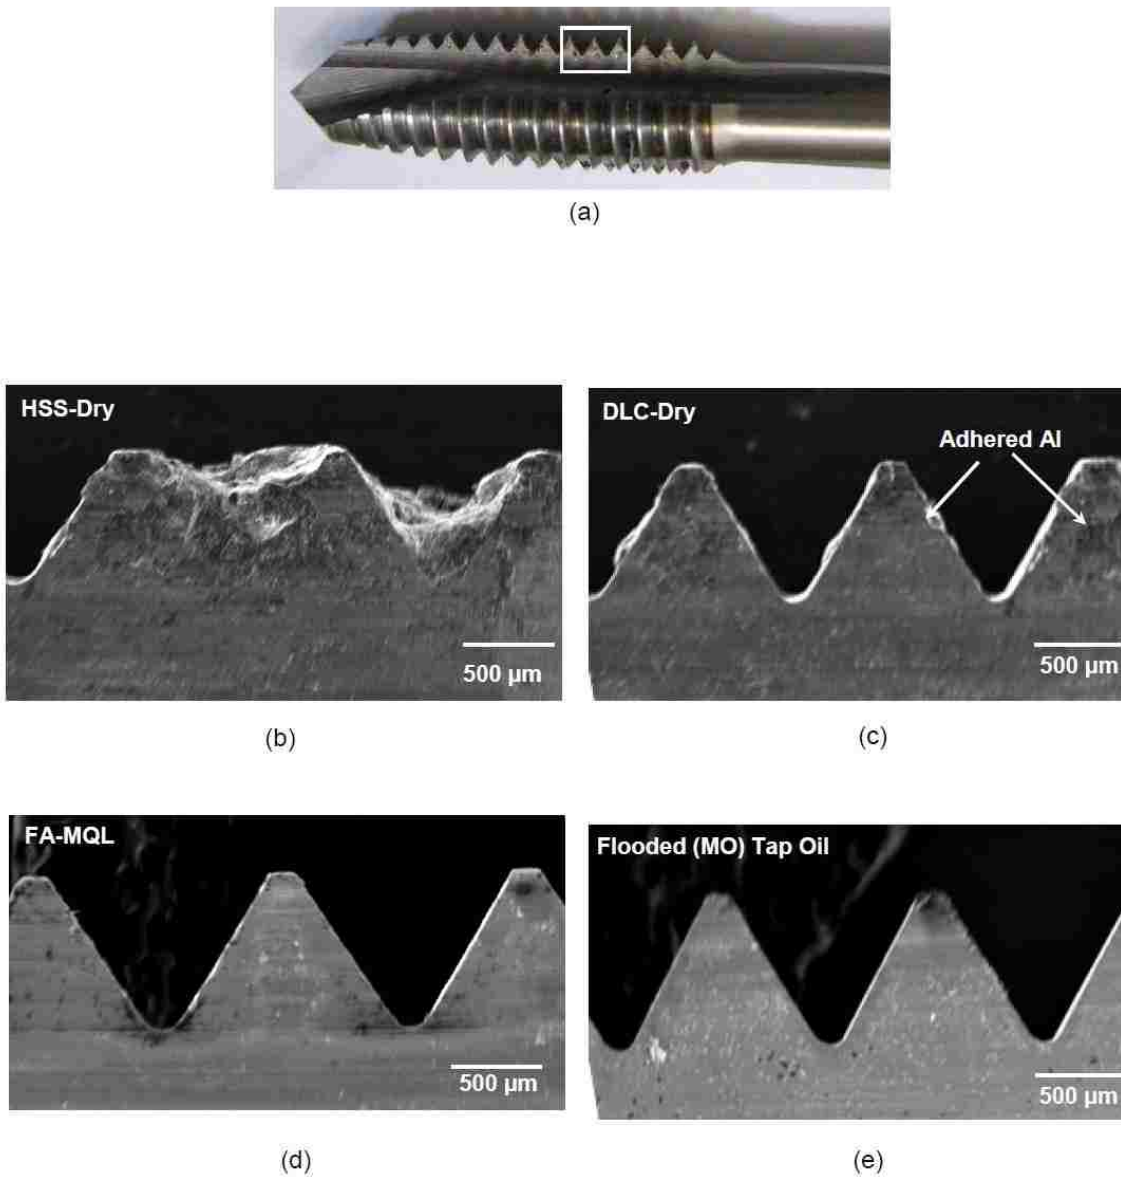 (a)
HSS-Dry
500 µm
(b)
DLC-Dry
Adhered Al
500 µm
(c)
FA-MQL
500 µm
(d)
Flooded (MO) Tap Oil
500 µm
(e)